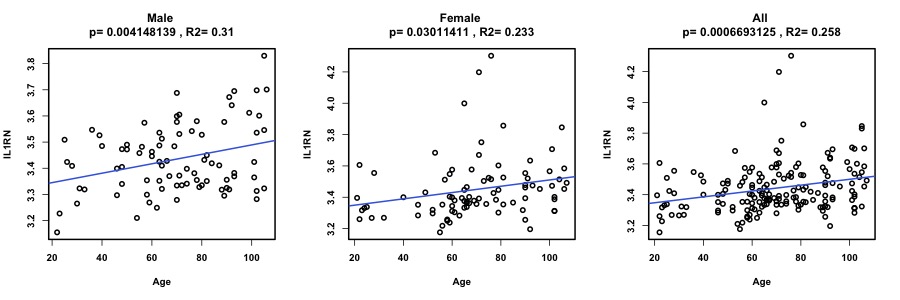 Male
p= 0.004148139 , R2= 0.31
IL1RN
3.8
3.7
3.6
3.5
3.4
3.3
3.2
20 40 60 80 100
Age
Female
p= 0.03011411 , R2= 0.233
IL1RN
4.2
4.0
3.8
3.6
3.4
3.2
20 40 60 80 100
Age
All
p= 0.0006693125 , R2= 0.258
IL1RN
4.2
4.0
3.8
3.6
3.4
3.2
20 40 60 80 100
Age